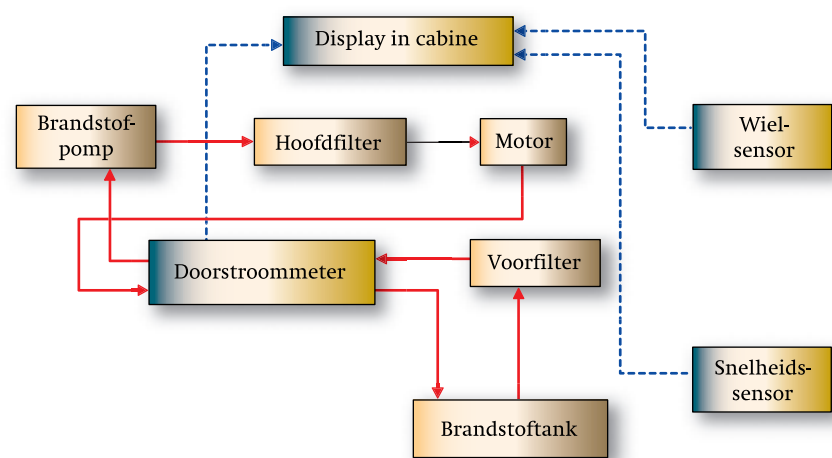 Display in cabine
Brandstof-
pomp
Hoofdfilter
Motor
Wiel-
sensor
Doorstroommeter
Voorfilter
Snelheids-
sensor
Brandstoftank